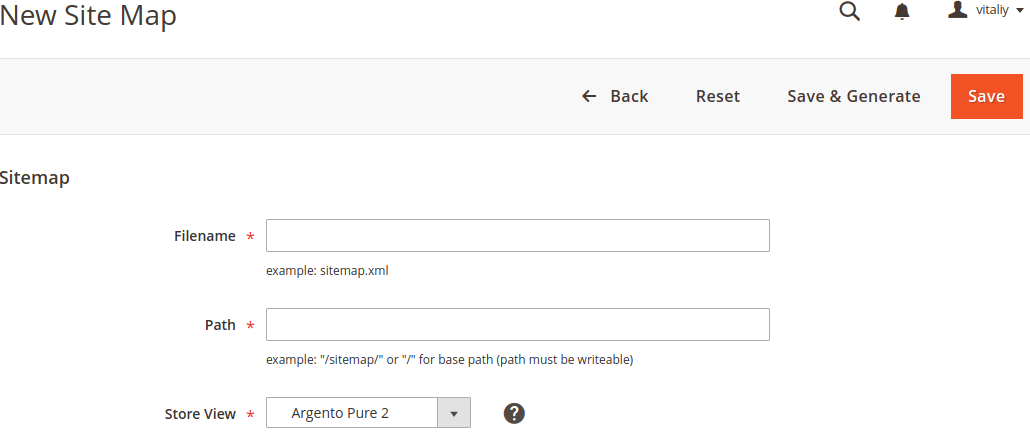 New Site Map
vitaliy
Back Reset Save & Generate Save
Sitemap
Filename *
example: sitemap.xml
Path *
example: "/sitemap/" or "/" for base path (path must be writeable)
Store View * Argento Pure 2 ?